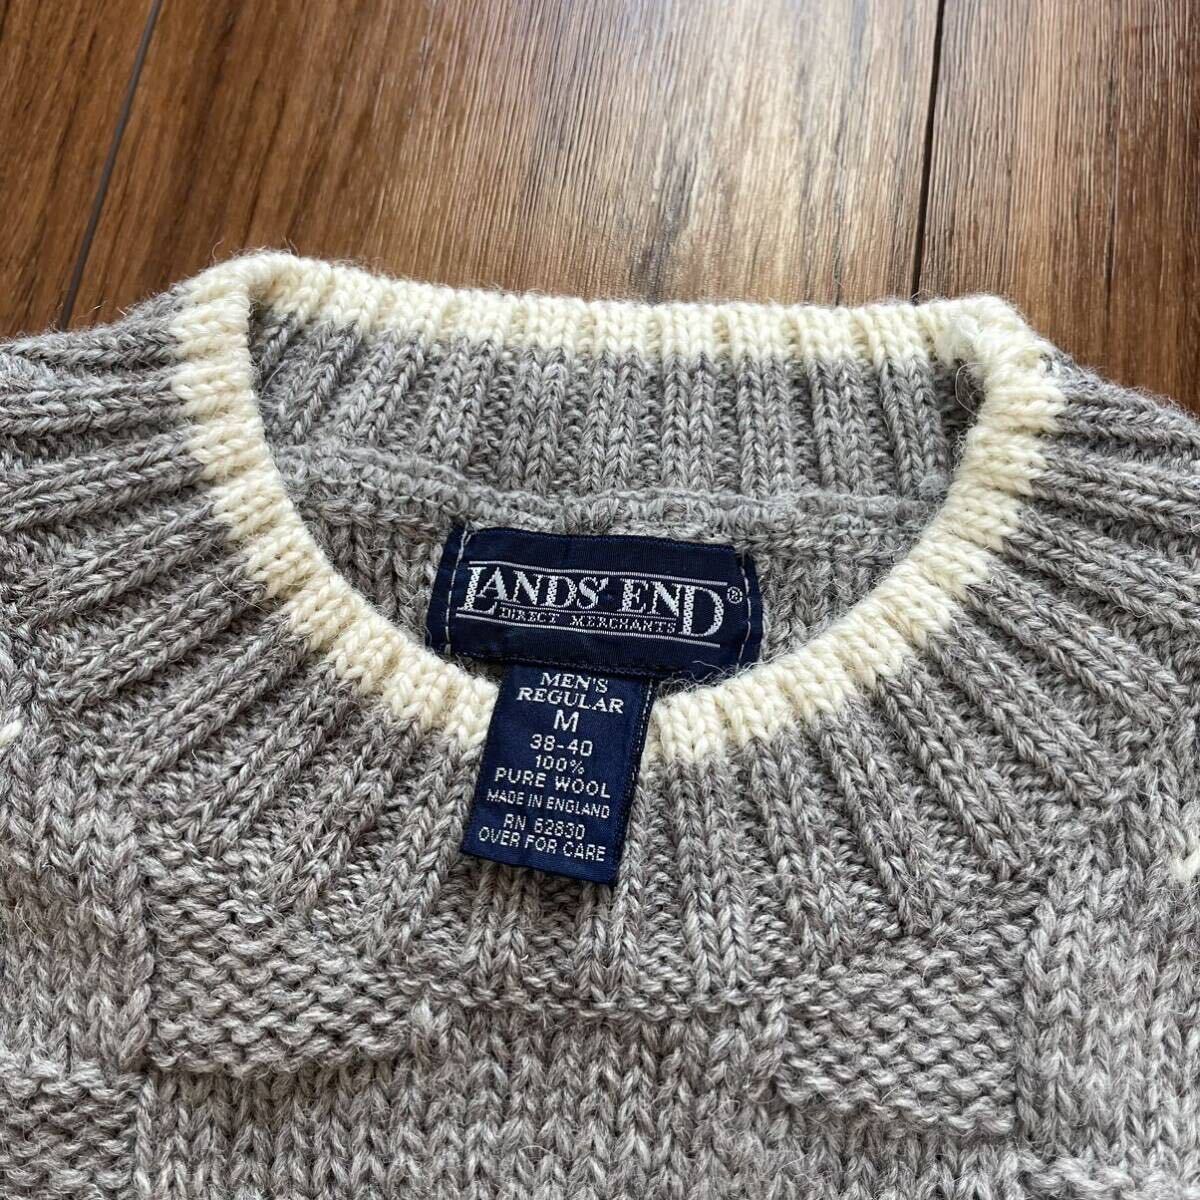 LANDS' END®
DIRECT MERCHANTS
MEN'S
REGULAR
M
38-40
100%
PURE WOOL
MADE IN ENGLAND
RN 62830
OVER FOR CARE